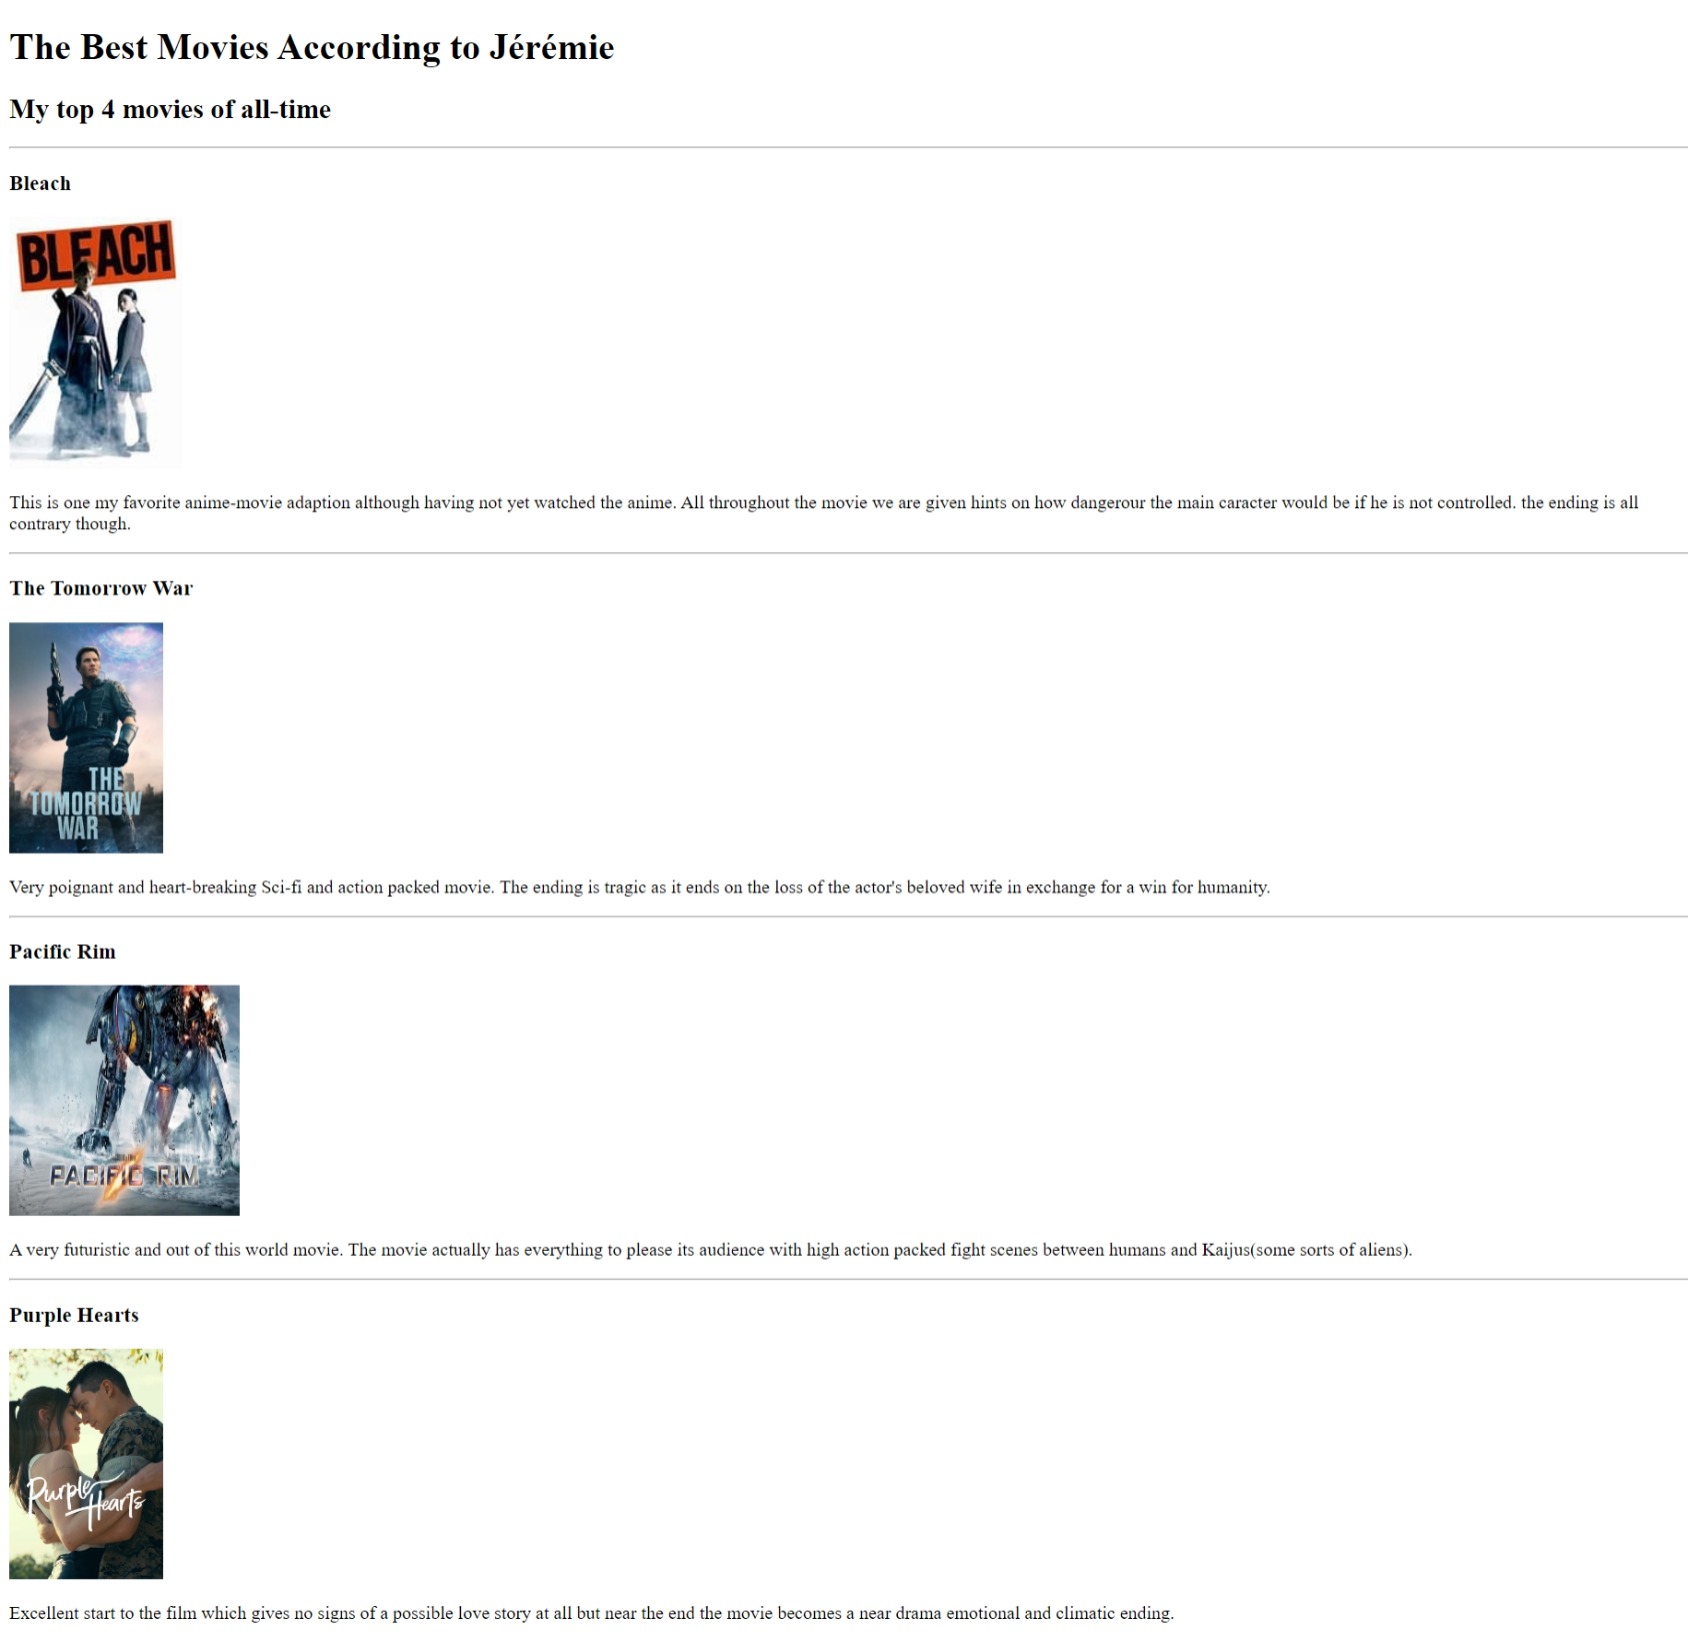 The Best Movies According to Jérémie
My top 4 movies of all-time
Bleach
BLEACH
This is one my favorite anime-movie adaption although having not yet watched the anime. All throughout the movie we are given hints on how dangerour the main caracter would be if he is not controlled. the ending is all
contrary though.
The Tomorrow War
THE
TOMORROW
WAR
Very poignant and heart-breaking Sci-fi and action packed movie. The ending is tragic as it ends on the loss of the actor's beloved wife in exchange for a win for humanity.
Pacific Rim
PACIFIC RIM
A very futuristic and out of this world movie. The movie actually has everything to please its audience with high action packed fight scenes between humans and Kaijus(some sorts of aliens).
Purple Hearts
Purple
Hearts
Excellent start to the film which gives no signs of a possible love story at all but near the end the movie becomes a near drama emotional and climatic ending.